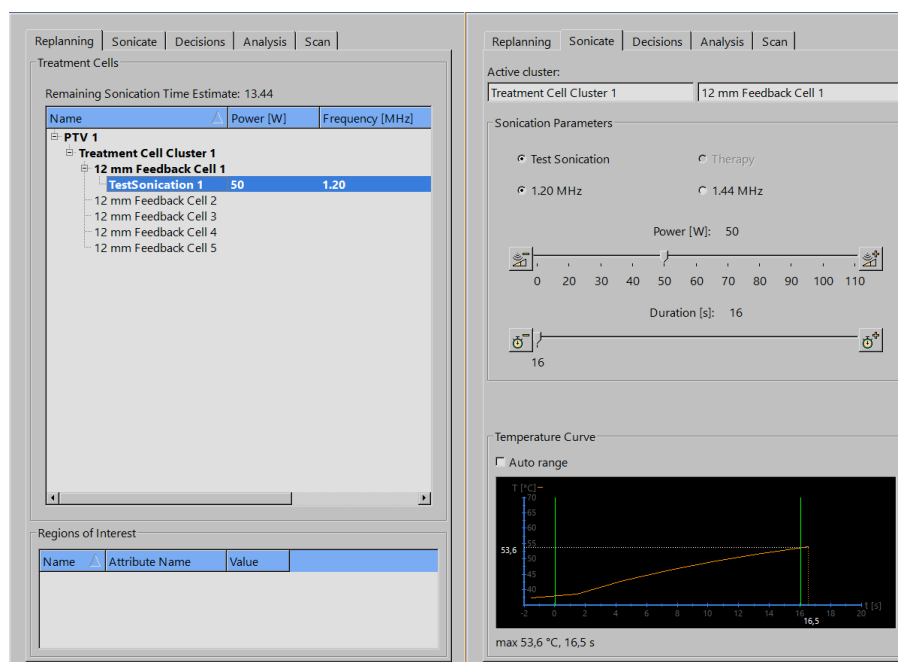 Replanning Sonicate Decisions Analysis Scan
Treatment Cells
Remaining Sonication Time Estimate: 13.44
Name Power [W] Frequency [MHz]
PTV 1
Treatment Cell Cluster 1
12 mm Feedback Cell 1
TestSonication 1 50 1.20
12 mm Feedback Cell 2
12 mm Feedback Cell 3
12 mm Feedback Cell 4
12 mm Feedback Cell 5
Regions of Interest
Name Attribute Name Value
Replanning Sonicate Decisions Analysis Scan
Active cluster:
Treatment Cell Cluster 1 12 mm Feedback Cell 1
Sonication Parameters
Test Sonication Therapy
1.20 MHz 1.44 MHz
Power [W]: 50
0 20 30 40 50 60 70 80 90 100 110
Duration [s]: 16
16
Temperature Curve
Auto range
T [°C]
70
65
60
55
53,6
50
45
40
-2 0 2 4 6 8 10 12 14 16 18 20 t [s]
16,5
max 53,6 °C, 16,5 s